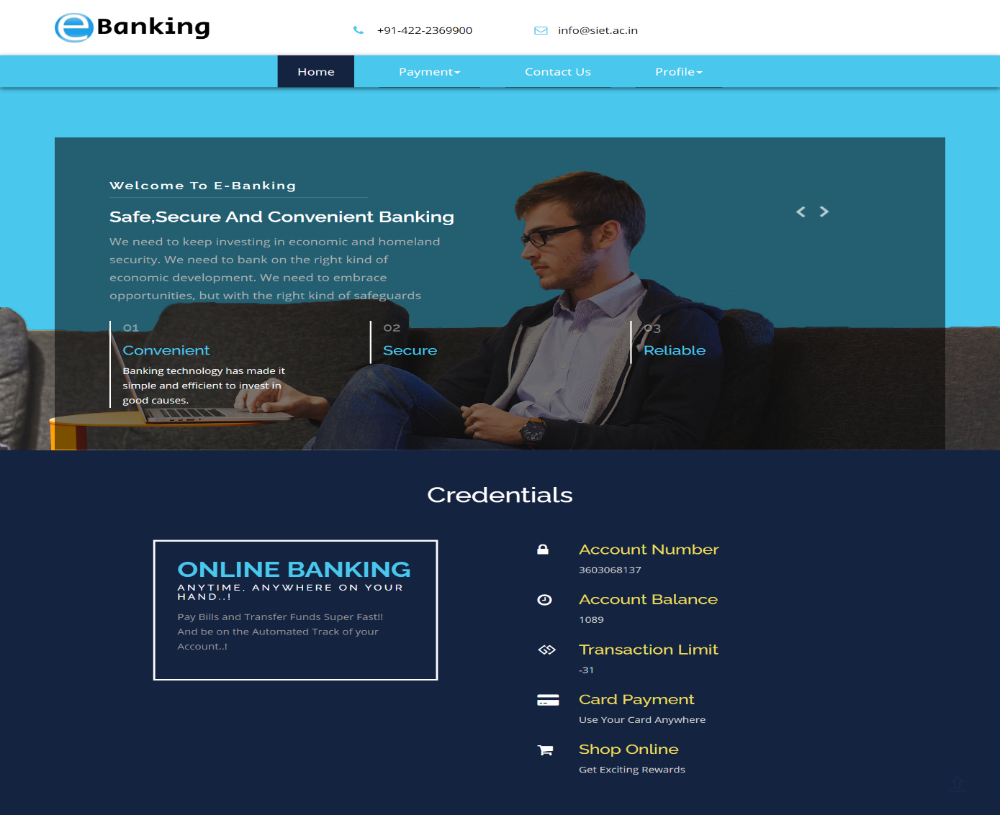 eBanking
+91-422-2369900
info@siet.ac.in
Home
Payment
Contact Us
Profile
Welcome To E-Banking
Safe,Secure And Convenient Banking
We need to keep investing in economic and homeland
security. We need to bank on the right kind of
economic development. We need to embrace
opportunities, but with the right kind of safeguards
01
Convenient
Banking technology has made it
simple and efficient to invest in
good causes.
02
Secure
03
Reliable
Credentials
ONLINE BANKING
ANYTIME, ANYWHERE ON YOUR
HAND..!
Pay Bills and Transfer Funds Super Fast!!
And be on the Automated Track of your
Account..!
Account Number
3603068137
Account Balance
1089
Transaction Limit
-31
Card Payment
Use Your Card Anywhere
Shop Online
Get Exciting Rewards